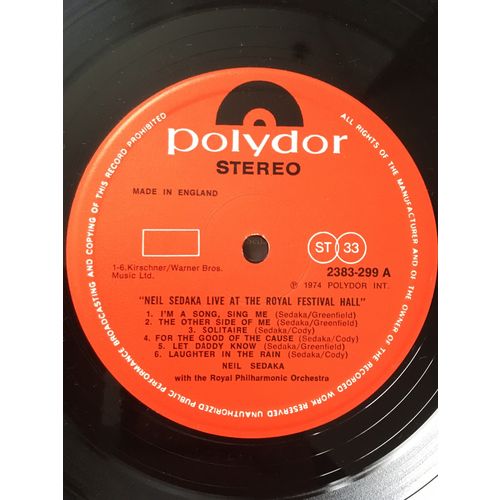 polydor
STEREO
MADE IN ENGLAND
ST 33
1-6, Kirschner/Warner Bros.
Music Ltd.
2383-299 A
℗ 1974 POLYDOR INT.
"NEIL SEDAKA LIVE AT THE ROYAL FESTIVAL HALL"
1. I'M A SONG, SING ME (Sedaka/Greenfield)
2. THE OTHER SIDE OF ME (Sedaka/Greenfield)
3. SOLITAIRE (Sedaka/Cody)
4. FOR THE GOOD OF THE CAUSE (Sedaka/Cody)
5. LET DADDY KNOW (Sedaka/Greenfield)
6. LAUGHTER IN THE RAIN (Sedaka/Cody)
NEIL SEDAKA
with the Royal Philharmonic Orchestra
ALL RIGHTS OF THE MANUFACTURER AND OF THE OWNER OF THE RECORDED WORK RESERVED UNAUTHORIZED PUBLIC PERFORMANCE BROADCASTING AND COPYING OF THIS RECORD PROHIBITED